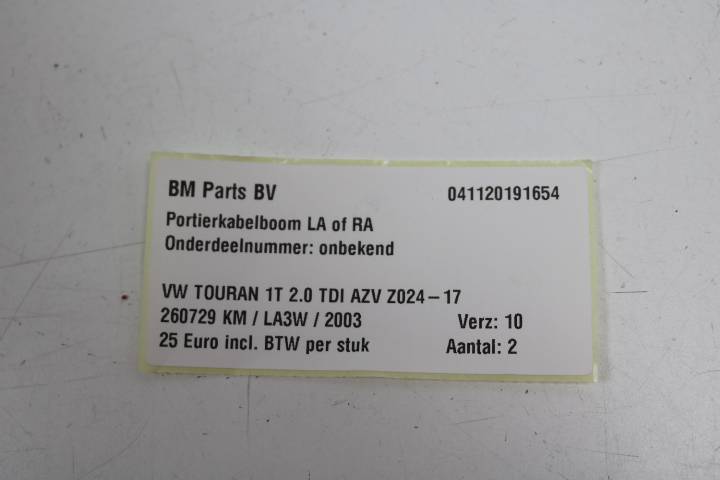 BM Parts BV 041120191654
Portierkabelboom LA of RA
Onderdeelnummer: onbekend
VW TOURAN 1T 2.0 TDI AZV Z024-17
260729 KM / LA3W / 2003 Verz: 10
25 Euro incl. BTW per stuk Aantal: 2